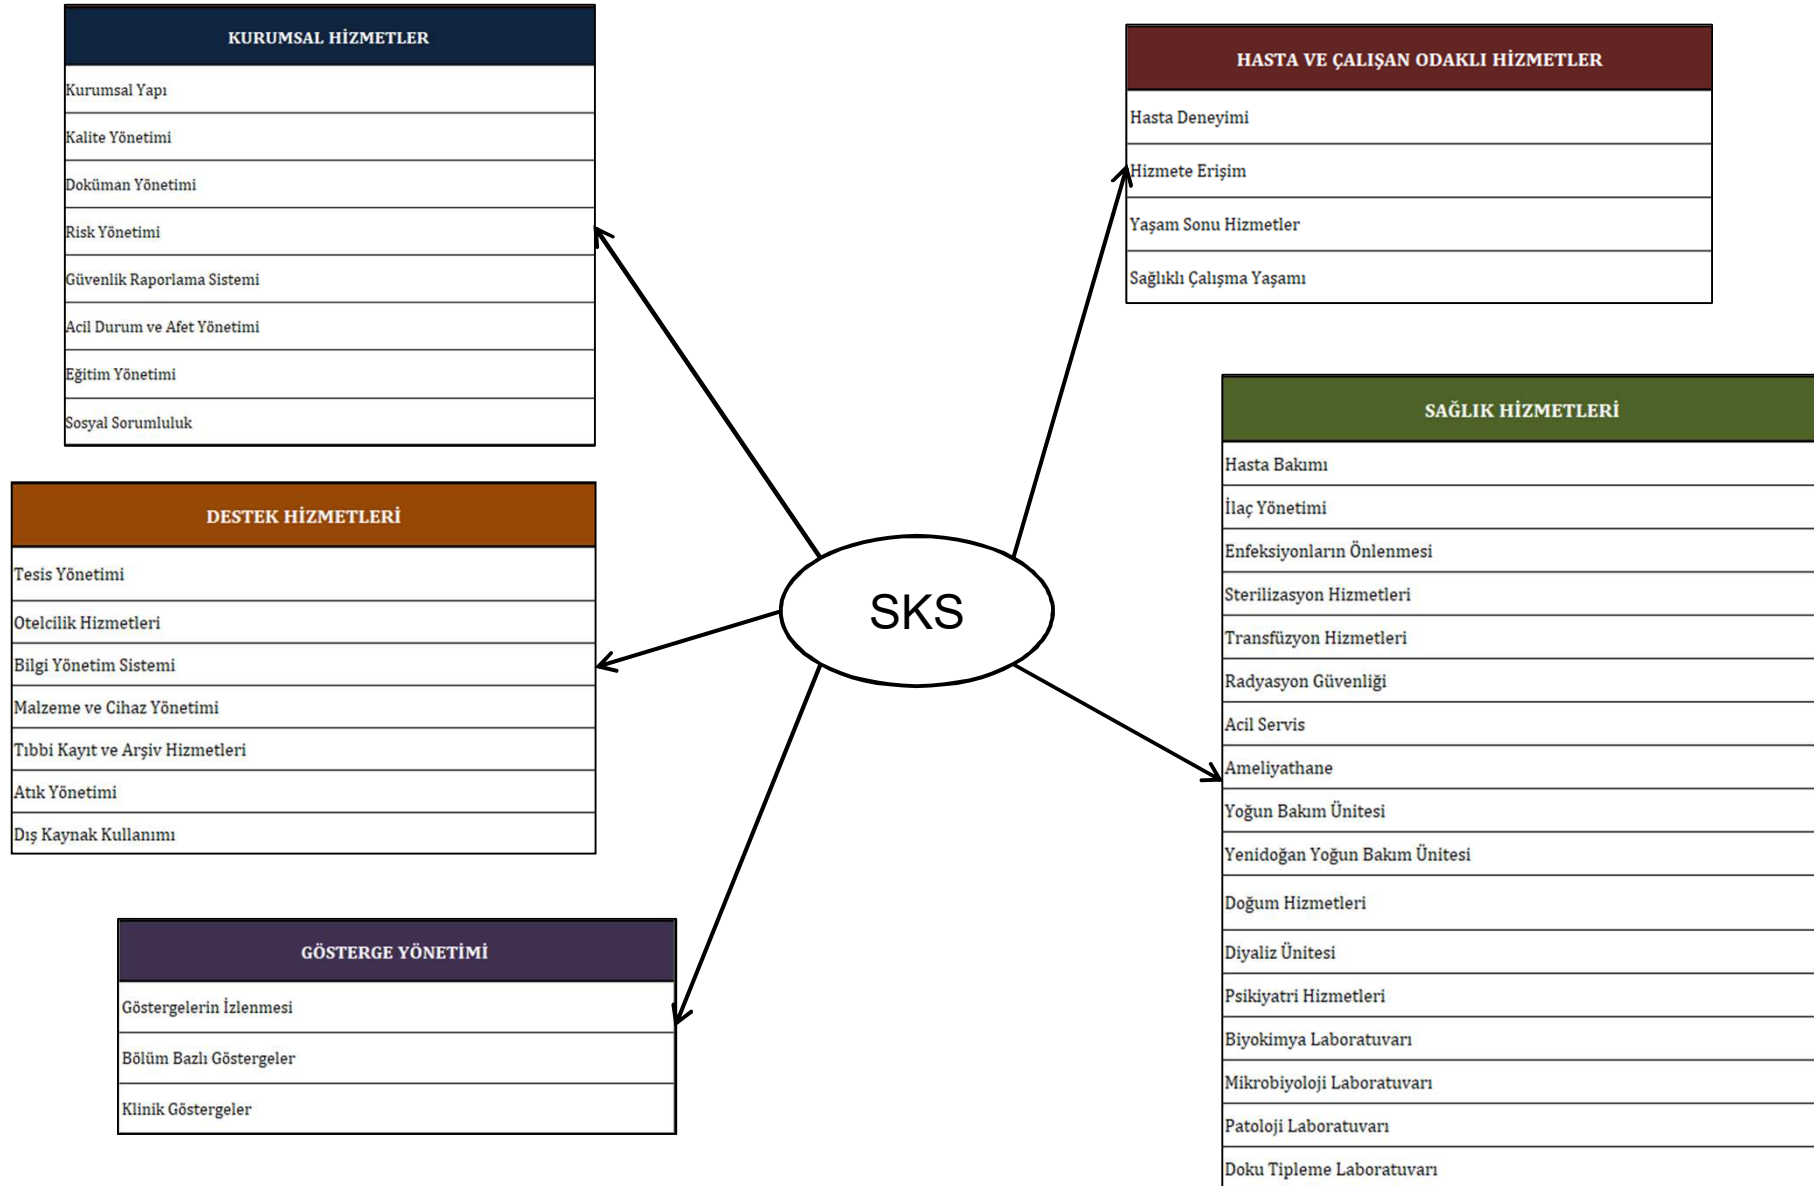 KURUMSAL HİZMETLER
Kurumsal Yapı
Kalite Yönetimi
Doküman Yönetimi
Risk Yönetimi
Güvenlik Raporlama Sistemi
Acil Durum ve Afet Yönetimi
Eğitim Yönetimi
Sosyal Sorumluluk
HASTA VE ÇALIŞAN ODAKLI HİZMETLER
Hasta Deneyimi
Hizmete Erişim
Yaşam Sonu Hizmetler
Sağlıklı Çalışma Yaşamı
DESTEK HİZMETLERİ
Tesis Yönetimi
Otelcilik Hizmetleri
Bilgi Yönetim Sistemi
Malzeme ve Cihaz Yönetimi
Tıbbi Kayıt ve Arşiv Hizmetleri
Atık Yönetimi
Dış Kaynak Kullanımı
SKS
SAĞLIK HİZMETLERİ
Hasta Bakımı
İlaç Yönetimi
Enfeksiyonların Önlenmesi
Sterilizasyon Hizmetleri
Transfüzyon Hizmetleri
Radyasyon Güvenliği
Acil Servis
Ameliyathane
Yoğun Bakım Ünitesi
Yenidoğan Yoğun Bakım Ünitesi
Doğum Hizmetleri
Diyaliz Ünitesi
Psikiyatri Hizmetleri
Biyokimya Laboratuvarı
Mikrobiyoloji Laboratuvarı
Patoloji Laboratuvarı
Doku Tipleme Laboratuvarı
GÖSTERGE YÖNETİMİ
Göstergelerin İzlenmesi
Bölüm Bazlı Göstergeler
Klinik Göstergeler